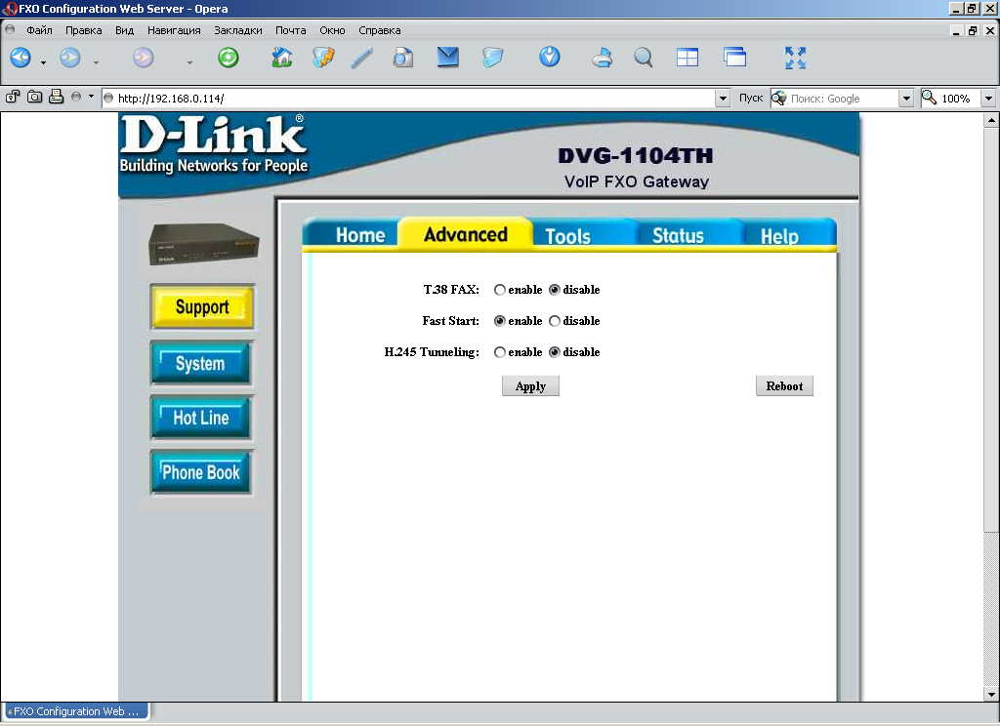 FXO Configuration Web Server - Opera
Файл Правка Вид Навигация Закладки Почта Окно Справка
http://192.168.0.114/ Пуск Поиск: Google 100%
D-Link®
Building Networks for People
DVG-1104TH
VoIP FXO Gateway
Home Advanced Tools Status Help
Support
System
Hot Line
Phone Book
T.38 FAX: enable disable
Fast Start: enable disable
H.245 Tunneling: enable disable
Apply Reboot
FXO Configuration Web ...